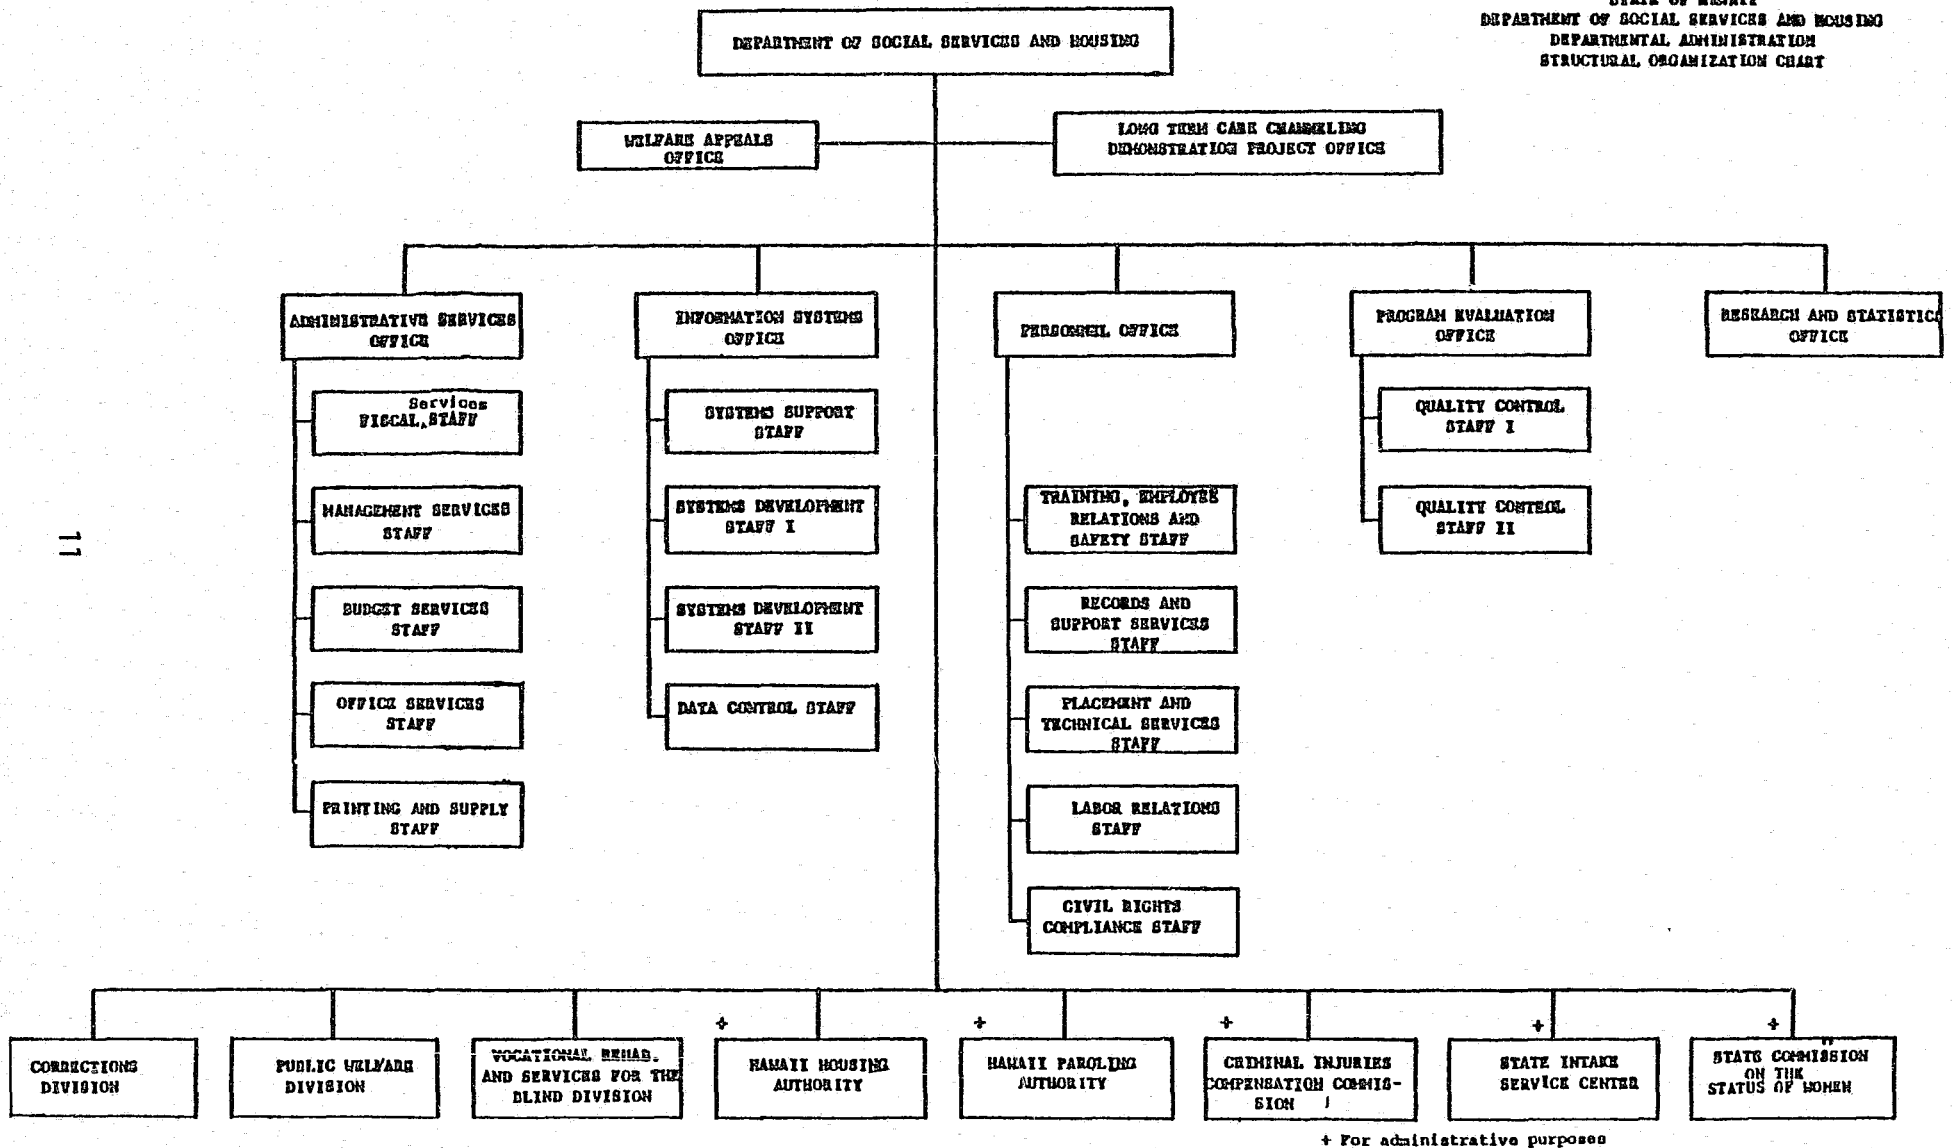 STATE OF HAWAII
DEPARTMENT OF SOCIAL SERVICES AND HOUSING
DEPARTMENTAL ADMINISTRATION
STRUCTURAL ORGANIZATION CHART
DEPARTMENT OF SOCIAL SERVICES AND HOUSING
WELFARE APPEALS
OFFICE
LONG TERM CARE CHANNELING
DEMONSTRATION PROJECT OFFICE
ADMINISTRATIVE SERVICES
OFFICE
INFORMATION SYSTEMS
OFFICE
PERSONNEL OFFICE
PROGRAM EVALUATION
OFFICE
RESEARCH AND STATISTICS
OFFICE
Services
FISCAL STAFF
MANAGEMENT SERVICES
STAFF
BUDGET SERVICES
STAFF
OFFICE SERVICES
STAFF
PRINTING AND SUPPLY
STAFF
SYSTEMS SUPPORT
STAFF
SYSTEMS DEVELOPMENT
STAFF I
SYSTEMS DEVELOPMENT
STAFF II
DATA CONTROL STAFF
TRAINING, EMPLOYEE
RELATIONS AND
SAFETY STAFF
RECORDS AND
SUPPORT SERVICES
STAFF
PLACEMENT AND
TECHNICAL SERVICES
STAFF
LABOR RELATIONS
STAFF
CIVIL RIGHTS
COMPLIANCE STAFF
QUALITY CONTROL
STAFF I
QUALITY CONTROL
STAFF II
11
CORRECTIONS
DIVISION
PUBLIC WELFARE
DIVISION
VOCATIONAL REHAB.
AND SERVICES FOR THE
BLIND DIVISION
+
HAWAII HOUSING
AUTHORITY
+
HAWAII PAROLING
AUTHORITY
+
CRIMINAL INJURIES
COMPENSATION COMMIS-
SION
+
STATE INTAKE
SERVICE CENTER
+
STATE COMMISSION
ON THE
STATUS OF WOMEN
+ For administrative purposes